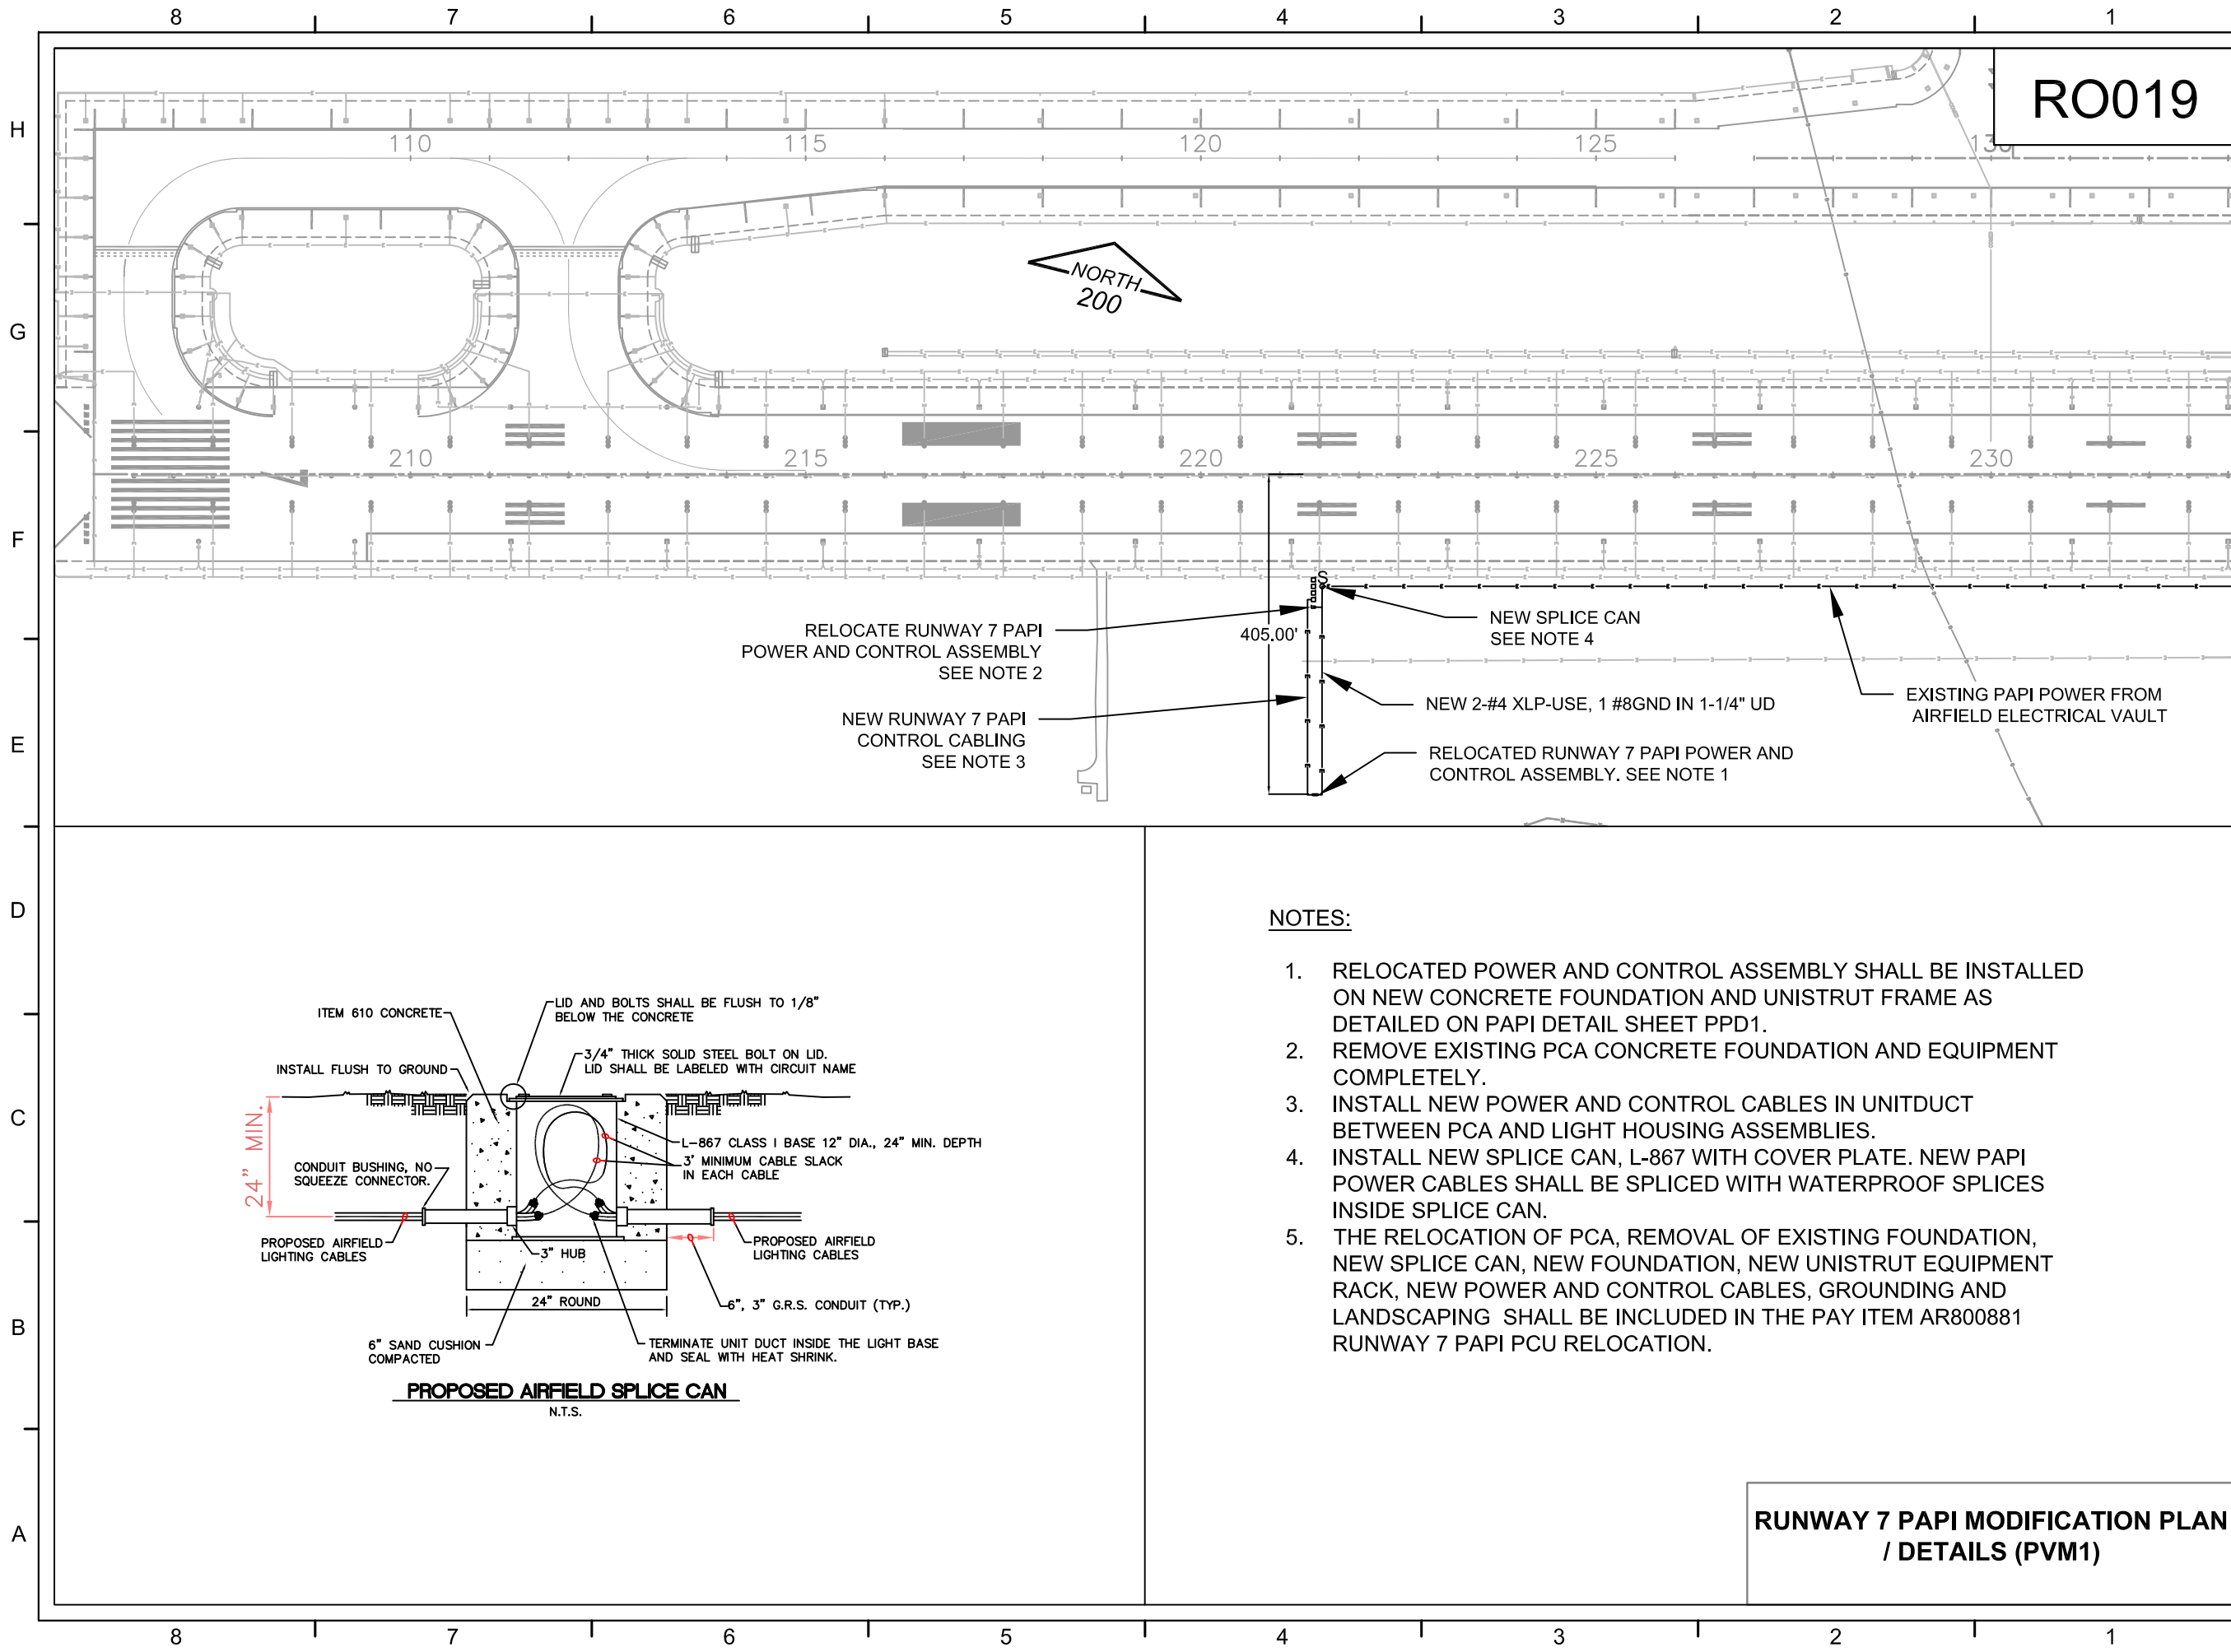 8 7 6 5 4 3 2 1
RO019
H
110 115 120 125 130
NORTH
200
G
210 215 220 225 230
F
S
RELOCATE RUNWAY 7 PAPI
POWER AND CONTROL ASSEMBLY
SEE NOTE 2
405.00'
NEW SPLICE CAN
SEE NOTE 4
NEW RUNWAY 7 PAPI
CONTROL CABLING
SEE NOTE 3
NEW 2-#4 XLP-USE, 1 #8GND IN 1-1/4" UD
EXISTING PAPI POWER FROM
AIRFIELD ELECTRICAL VAULT
E
RELOCATED RUNWAY 7 PAPI POWER AND
CONTROL ASSEMBLY. SEE NOTE 1
D
ITEM 610 CONCRETE
LID AND BOLTS SHALL BE FLUSH TO 1/8"
BELOW THE CONCRETE
INSTALL FLUSH TO GROUND
3/4" THICK SOLID STEEL BOLT ON LID.
LID SHALL BE LABELED WITH CIRCUIT NAME
C
24" MIN.
L-867 CLASS I BASE 12" DIA., 24" MIN. DEPTH
3' MINIMUM CABLE SLACK
IN EACH CABLE
CONDUIT BUSHING, NO
SQUEEZE CONNECTOR.
PROPOSED AIRFIELD
LIGHTING CABLES
3" HUB
PROPOSED AIRFIELD
LIGHTING CABLES
24" ROUND
6", 3" G.R.S. CONDUIT (TYP.)
B
6" SAND CUSHION
COMPACTED
TERMINATE UNIT DUCT INSIDE THE LIGHT BASE
AND SEAL WITH HEAT SHRINK.
PROPOSED AIRFIELD SPLICE CAN
N.T.S.
NOTES:
1. RELOCATED POWER AND CONTROL ASSEMBLY SHALL BE INSTALLED
ON NEW CONCRETE FOUNDATION AND UNISTRUT FRAME AS
DETAILED ON PAPI DETAIL SHEET PPD1.
2. REMOVE EXISTING PCA CONCRETE FOUNDATION AND EQUIPMENT
COMPLETELY.
3. INSTALL NEW POWER AND CONTROL CABLES IN UNITDUCT
BETWEEN PCA AND LIGHT HOUSING ASSEMBLIES.
4. INSTALL NEW SPLICE CAN, L-867 WITH COVER PLATE. NEW PAPI
POWER CABLES SHALL BE SPLICED WITH WATERPROOF SPLICES
INSIDE SPLICE CAN.
5. THE RELOCATION OF PCA, REMOVAL OF EXISTING FOUNDATION,
NEW SPLICE CAN, NEW FOUNDATION, NEW UNISTRUT EQUIPMENT
RACK, NEW POWER AND CONTROL CABLES, GROUNDING AND
LANDSCAPING SHALL BE INCLUDED IN THE PAY ITEM AR800881
RUNWAY 7 PAPI PCU RELOCATION.
A
RUNWAY 7 PAPI MODIFICATION PLAN
/ DETAILS (PVM1)
8 7 6 5 4 3 2 1